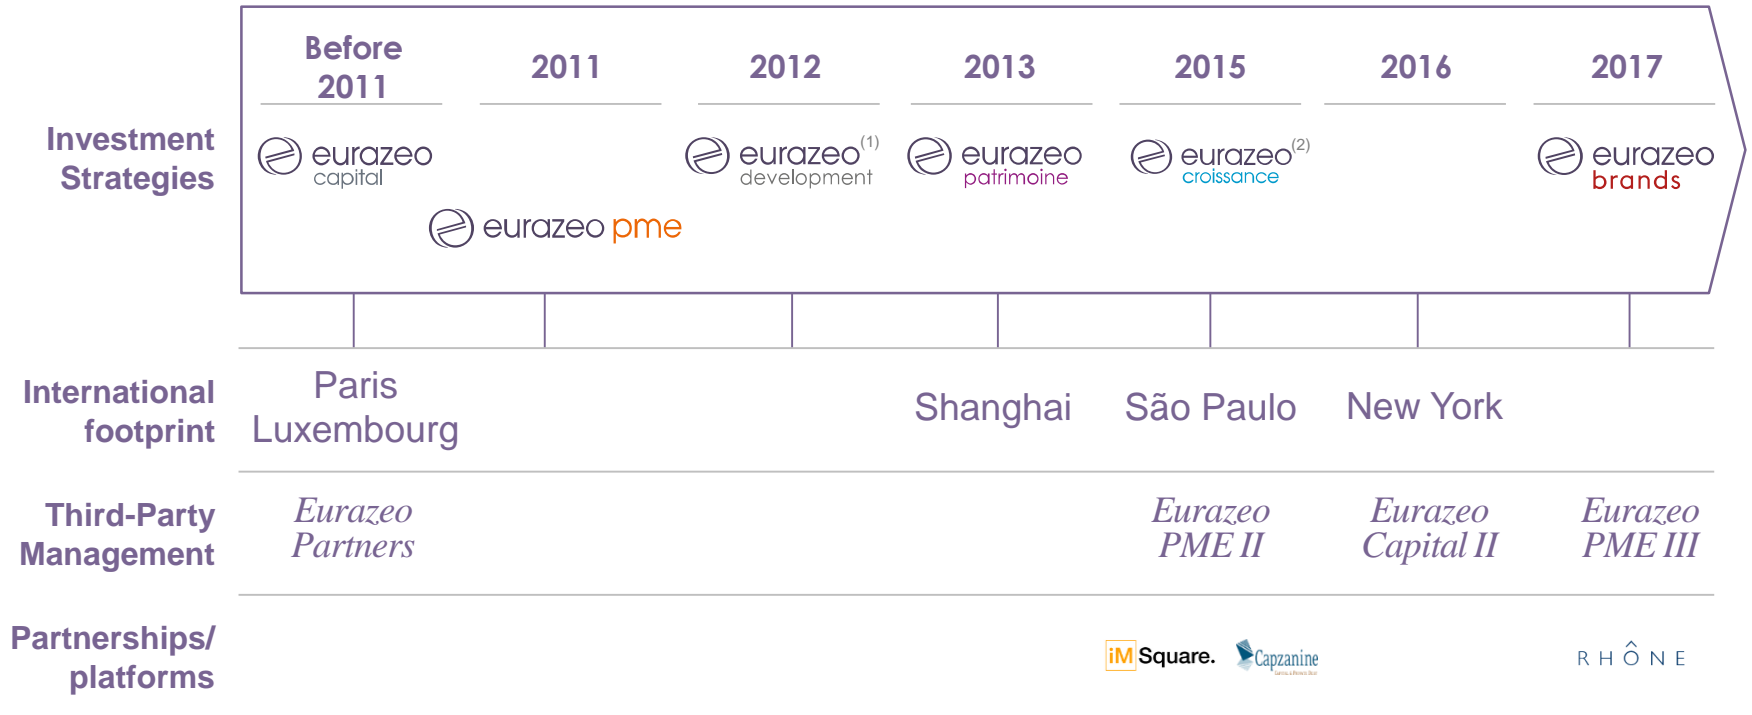 Before
2011
2011
2012
2013
2015
2016
2017
Investment
Strategies
eurazeo
capital
eurazeo pme
eurazeo(1)
development
eurazeo
patrimoine
eurazeo(2)
croissance
eurazeo
brands
International
footprint
Paris
Luxembourg
Shanghai
São Paulo
New York
Third-Party
Management
Eurazeo
Partners
Eurazeo
PME II
Eurazeo
Capital II
Eurazeo
PME III
Partnerships/
platforms
iM Square.
Capzanine
RHÔNE